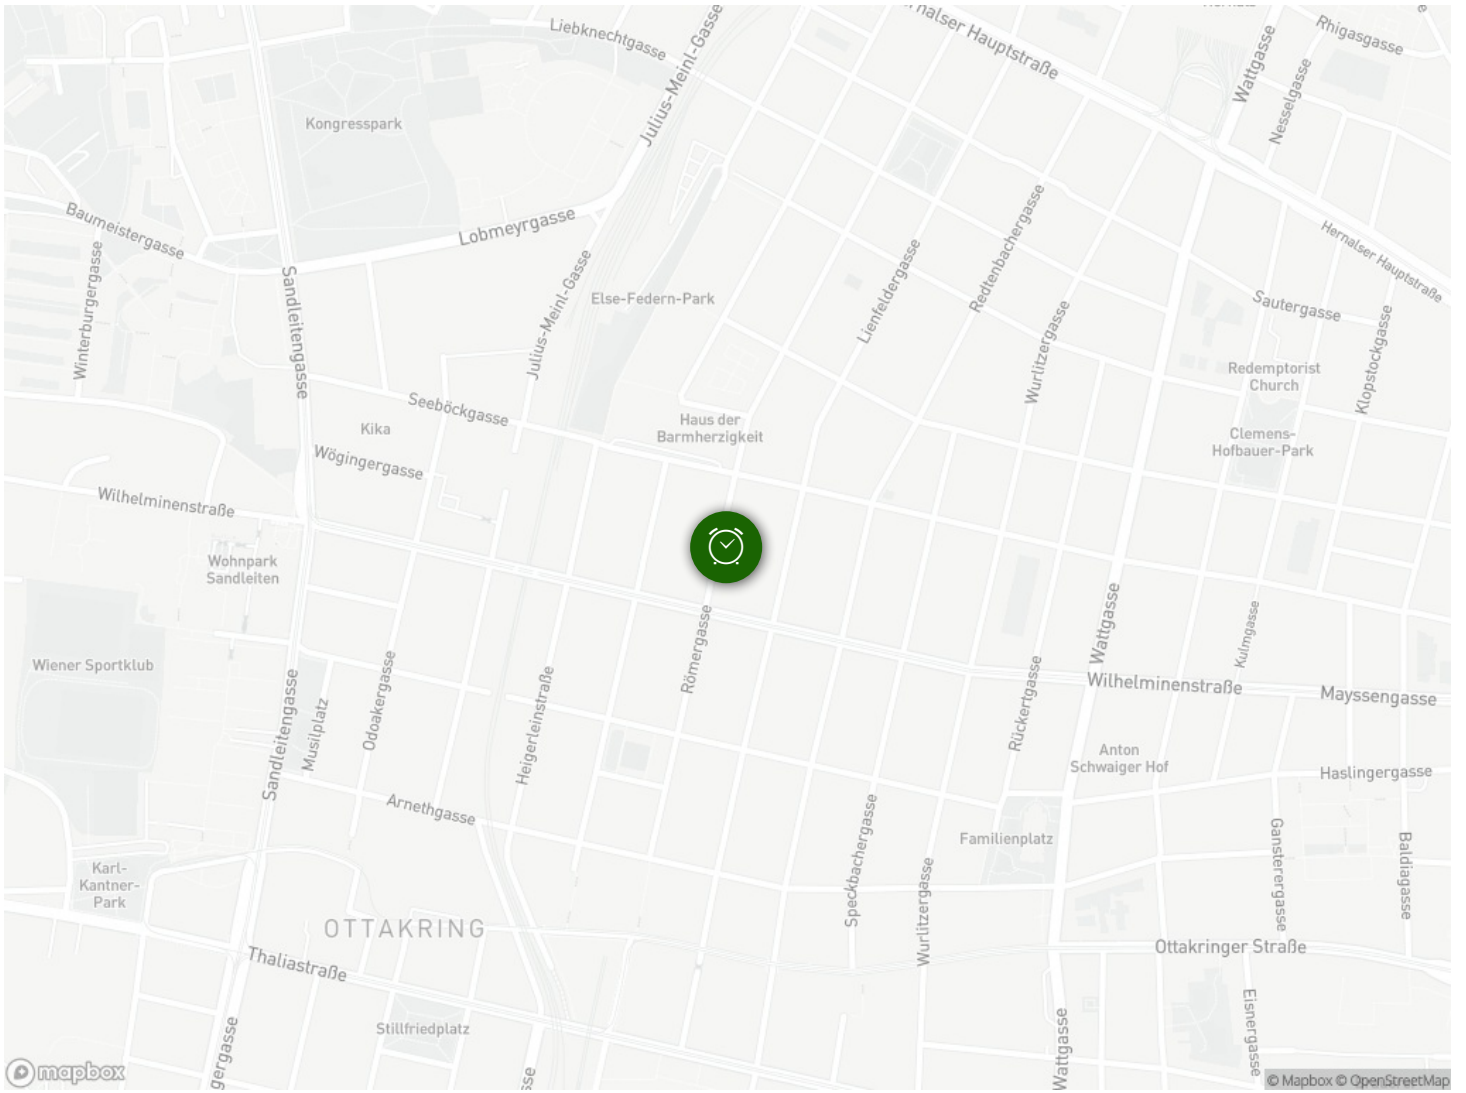 Liebknechtgasse
Julius-Meinl-Gasse
Hernalser Hauptstraße
Wattgasse
Rhigasgasse
Nesselgasse
Kongresspark
Baumeistergasse
Lobmeyrgasse
Winterburgergasse
Sandleitengasse
Julius-Meinl-Gasse
Else-Federn-Park
Lienfeldergasse
Redtenbachergasse
Wurlitzergasse
Hernalser Hauptstraße
Sautergasse
Klopstockgasse
Redemptorist
Church
Seeböckgasse
Kika
Haus der
Barmherzigkeit
Clemens-
Hofbauer-Park
Wögingergasse
Wilhelminenstraße
Wohnpark
Sandleiten
Wattgasse
Kulmgasse
Römergasse
Wiener Sportklub
Sandleitengasse
Musilplatz
Odoakergasse
Heigerleinstraße
Rückertgasse
Wilhelminenstraße
Mayssengasse
Anton
Schwaiger Hof
Haslingergasse
Arnethgasse
Speckbachergasse
Familienplatz
Wurlitzergasse
Gansterergasse
Baldiagasse
Karl-
Kantner-
Park
OTTAKRING
Thaliastraße
Ottakringer Straße
Stillfriedplatz
Eisnergasse
Wattgasse
gergasse
sse
mapbox
© Mapbox © OpenStreetMap